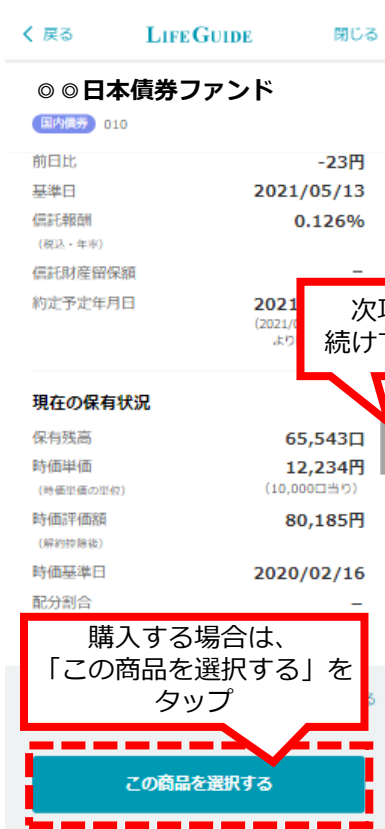 戻る
LIFEGUIDE
閉じる
◎◎日本債券ファンド
国内債券 010
前日比 -23円
基準日 2021/05/13
信託報酬 0.126%
(税込・年率)
信託財産留保額 −
約定予定年月日 2021
(2021/
より
次
続け
現在の保有状況
保有残高 65,543口
時価単価 12,234円
(時価単価の単位) (10,000口当り)
時価評価額 80,185円
(解約控除後)
時価基準日 2020/02/16
配分割合 −
購入する場合は、
「この商品を選択する」を
タップ
る
この商品を選択する